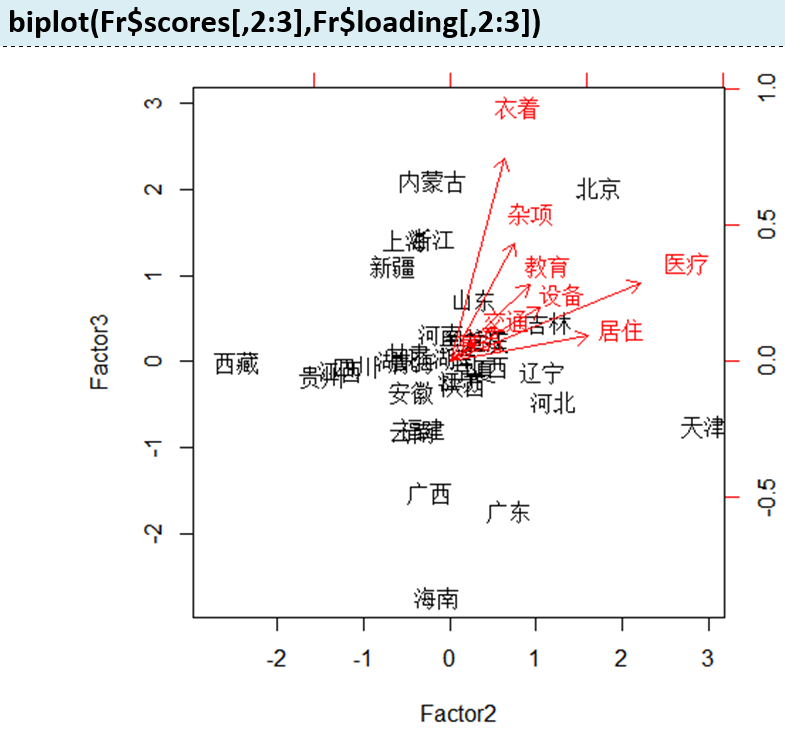 biplot(Fr$scores[,2:3],Fr$loading[,2:3])
1.0
3
衣着
内蒙古
北京
2
杂项
0.5
上海
浙江
新疆
教育
医疗
1
设备
山东
交通
吉林
居住
河南
Factor3
0
0.0
西藏
甘肃
辽宁
贵州
安徽
陕西
河北
天津
云南
福建
-1
-0.5
广西
广东
-2
海南
-2
-1
0
1
2
3
Factor2